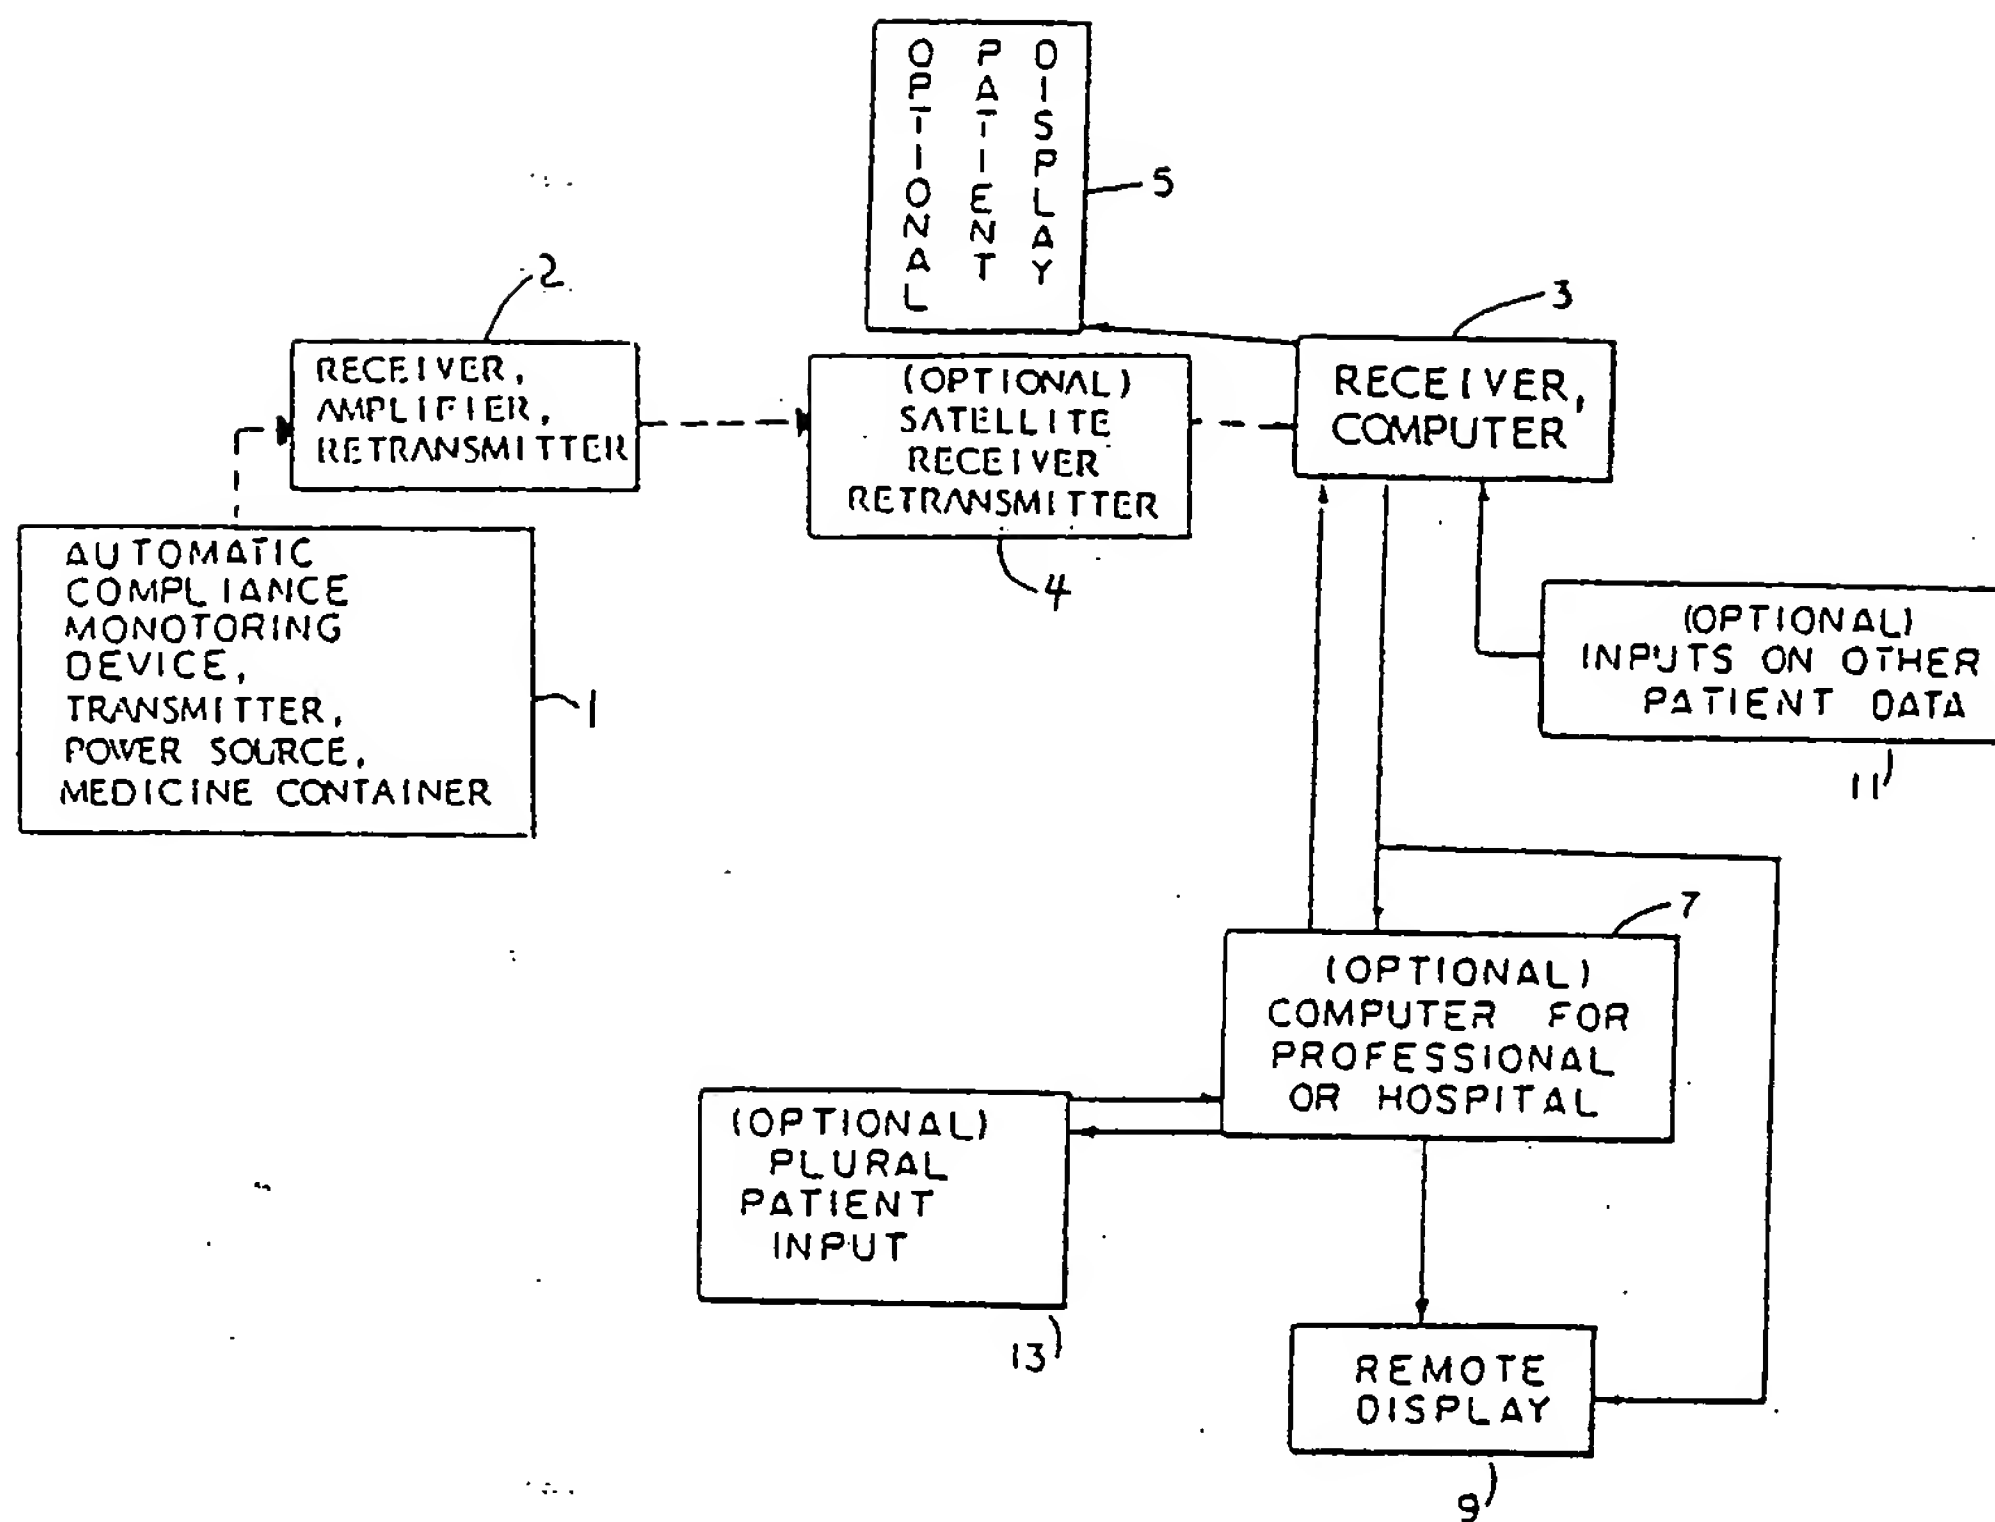 OPTIONAL
PATIENT
DISPLAY
5
2
3
RECEIVER,
AMPLIFIER,
RETRANSMITTER
(OPTIONAL)
SATELLITE
RECEIVER
RETRANSMITTER
4
RECEIVER,
COMPUTER
AUTOMATIC
COMPLIANCE
MONOTORING
DEVICE,
TRANSMITTER,
POWER SOURCE,
MEDICINE CONTAINER
1
(OPTIONAL)
INPUTS ON OTHER
PATIENT DATA
11
7
(OPTIONAL)
COMPUTER FOR
PROFESSIONAL
OR HOSPITAL
(OPTIONAL)
PLURAL
PATIENT
INPUT
13
REMOTE
DISPLAY
9